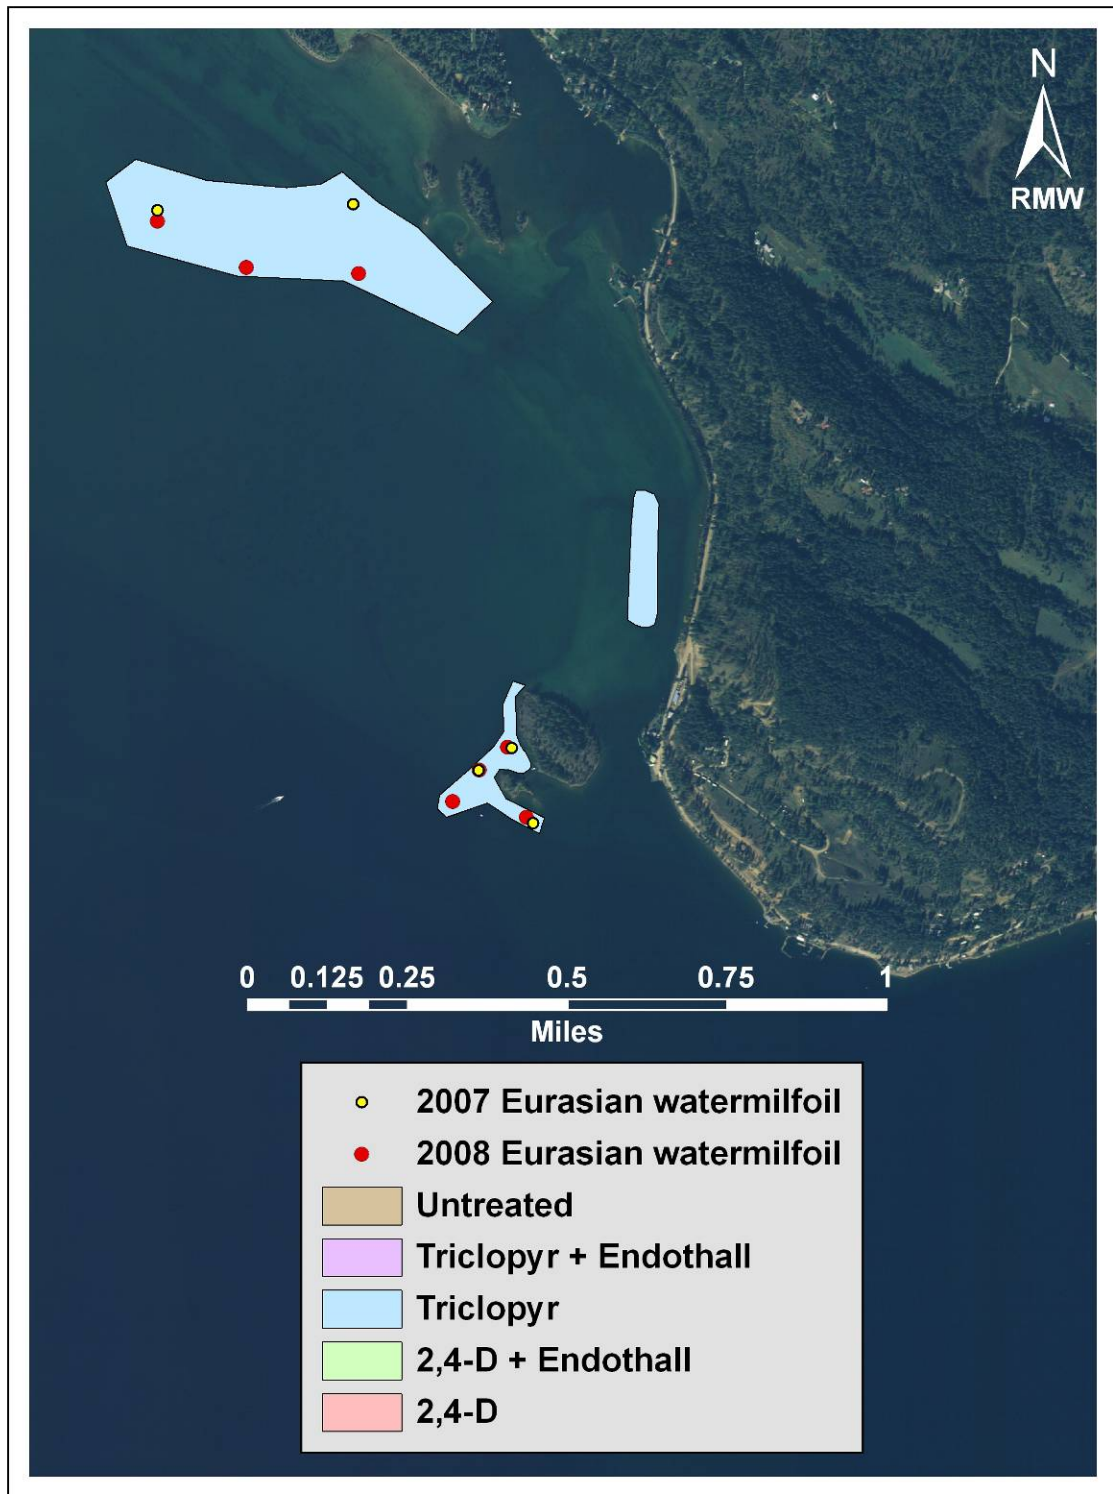 N
RMW
0 0.125 0.25 0.5 0.75 1
Miles
2007 Eurasian watermilfoil
2008 Eurasian watermilfoil
Untreated
Triclopyr + Endothall
Triclopyr
2,4-D + Endothall
2,4-D